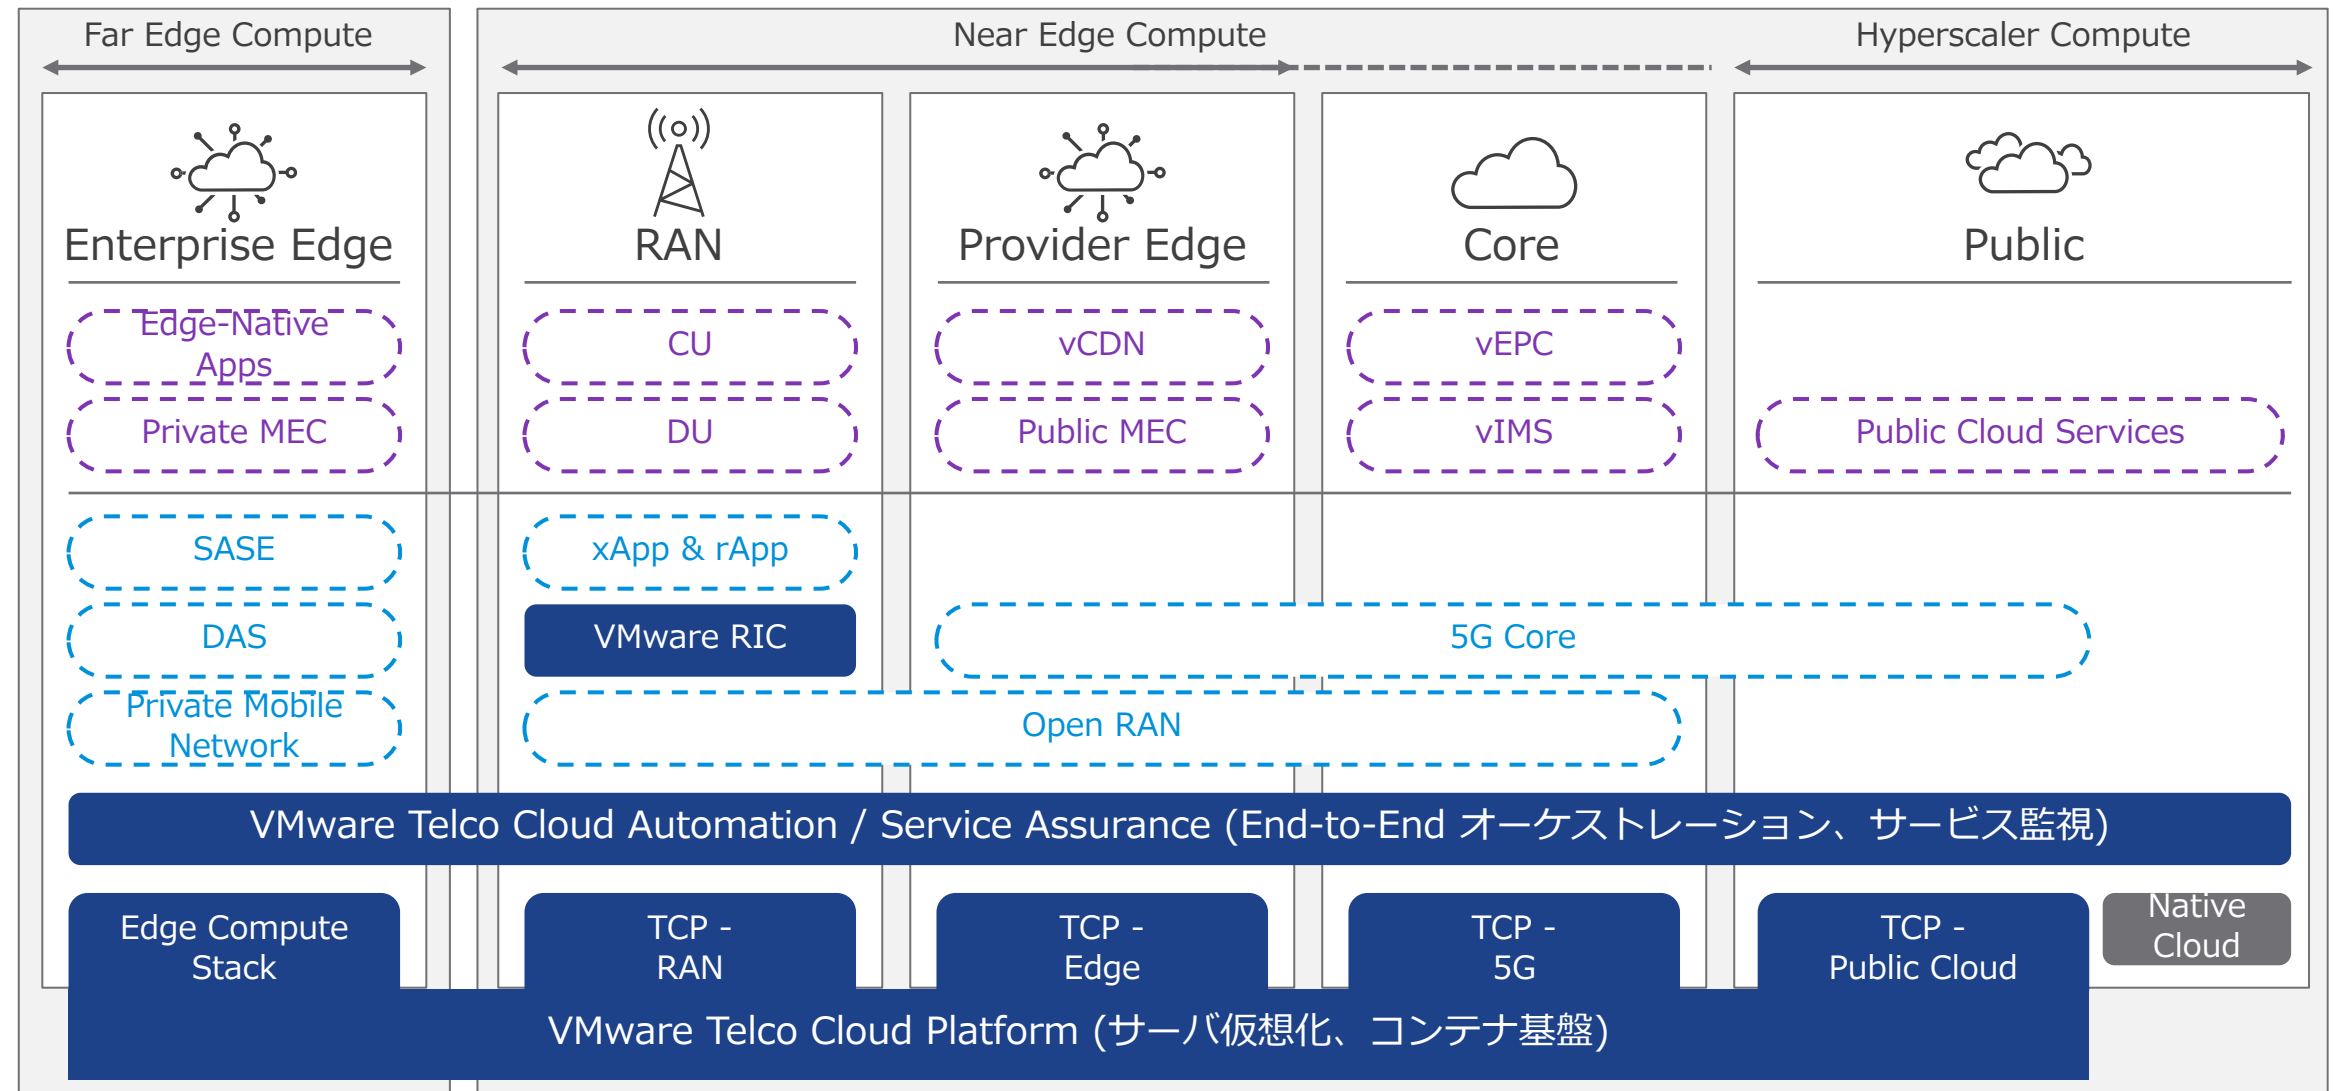 Far Edge Compute
Near Edge Compute
Hyperscaler Compute
Enterprise Edge
RAN
Provider Edge
Core
Public
Edge-Native
Apps
CU
vCDN
vEPC
Private MEC
DU
Public MEC
vIMS
Public Cloud Services
SASE
xApp & rApp
DAS
VMware RIC
5G Core
Private Mobile
Network
Open RAN
VMware Telco Cloud Automation / Service Assurance (End-to-End オーケストレーション、サービス監視)
Edge Compute
Stack
TCP -
RAN
TCP -
Edge
TCP -
5G
TCP -
Public Cloud
Native
Cloud
VMware Telco Cloud Platform (サーバ仮想化、コンテナ基盤)